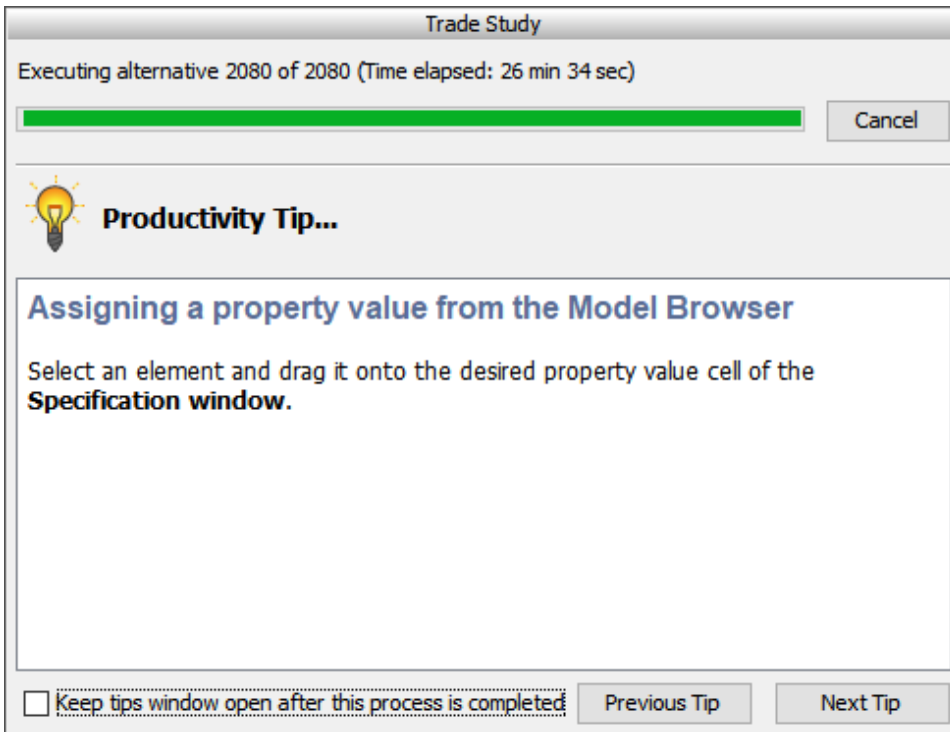 Trade Study
Executing alternative 2080 of 2080 (Time elapsed: 26 min 34 sec)
Cancel
Productivity Tip...
Assigning a property value from the Model Browser
Select an element and drag it onto the desired property value cell of the
Specification window.
Keep tips window open after this process is completed
Previous Tip
Next Tip